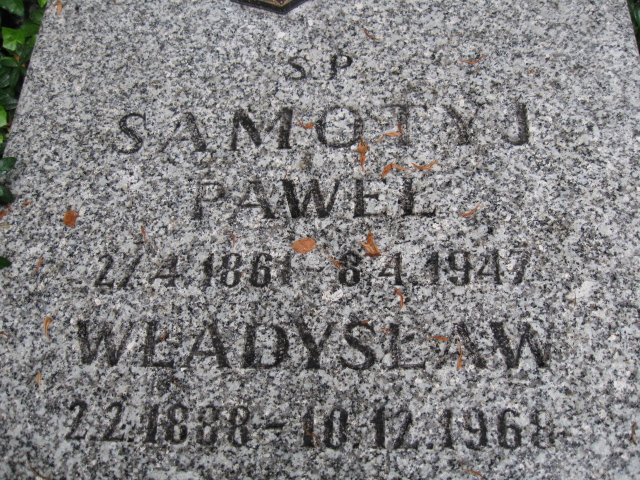 S.P.
SAMOTYJ
PAWEŁ
27.4.1861 - 8.4.1947
WŁADYSŁAW
2.2.1888 - 10.12.1968